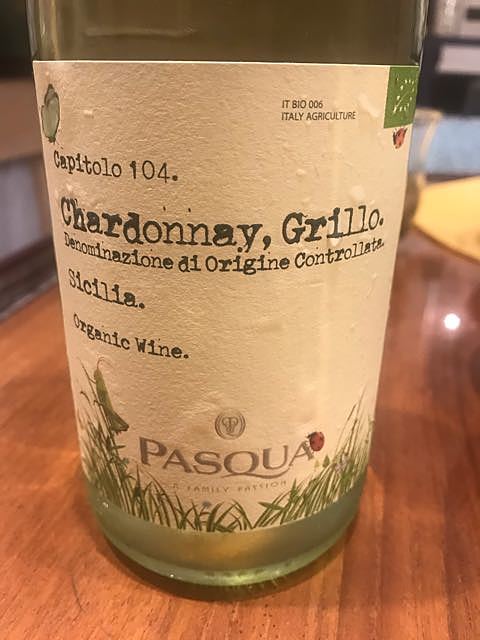 IT BIO 006
ITALY AGRICULTURE
Capitolo 104.
Chardonnay, Grillo.
Denominazione di Origine Controllata.
Sicilia.
Organic Wine.
PASQUA
A FAMILY PASSION